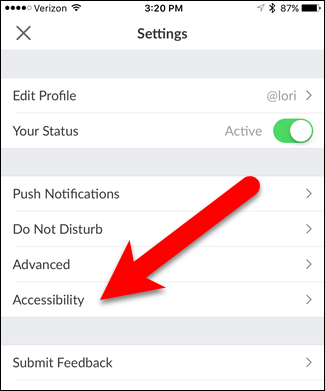 Verizon 3:20 PM 87%
Settings
Edit Profile @lori
Your Status Active
Push Notifications
Do Not Disturb
Advanced
Accessibility
Submit Feedback